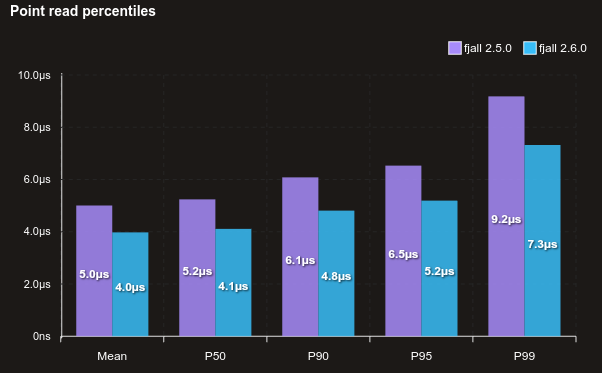 Point read percentiles
fjall 2.5.0 fjall 2.6.0
10.0µs
8.0µs
6.0µs
4.0µs
2.0µs
0ns
5.0µs 4.0µs 5.2µs 4.1µs 6.1µs 4.8µs 6.5µs 5.2µs 9.2µs 7.3µs
Mean P50 P90 P95 P99